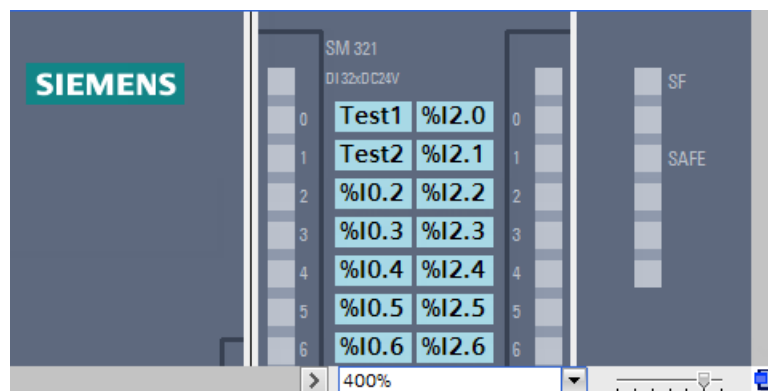 SIEMENS
SM 321
DI 32xDC24V
SF
0 Test1 %I2.0 0
1 Test2 %I2.1 1
SAFE
2 %I0.2 %I2.2 2
3 %I0.3 %I2.3 3
4 %I0.4 %I2.4 4
5 %I0.5 %I2.5 5
6 %I0.6 %I2.6 6
400%